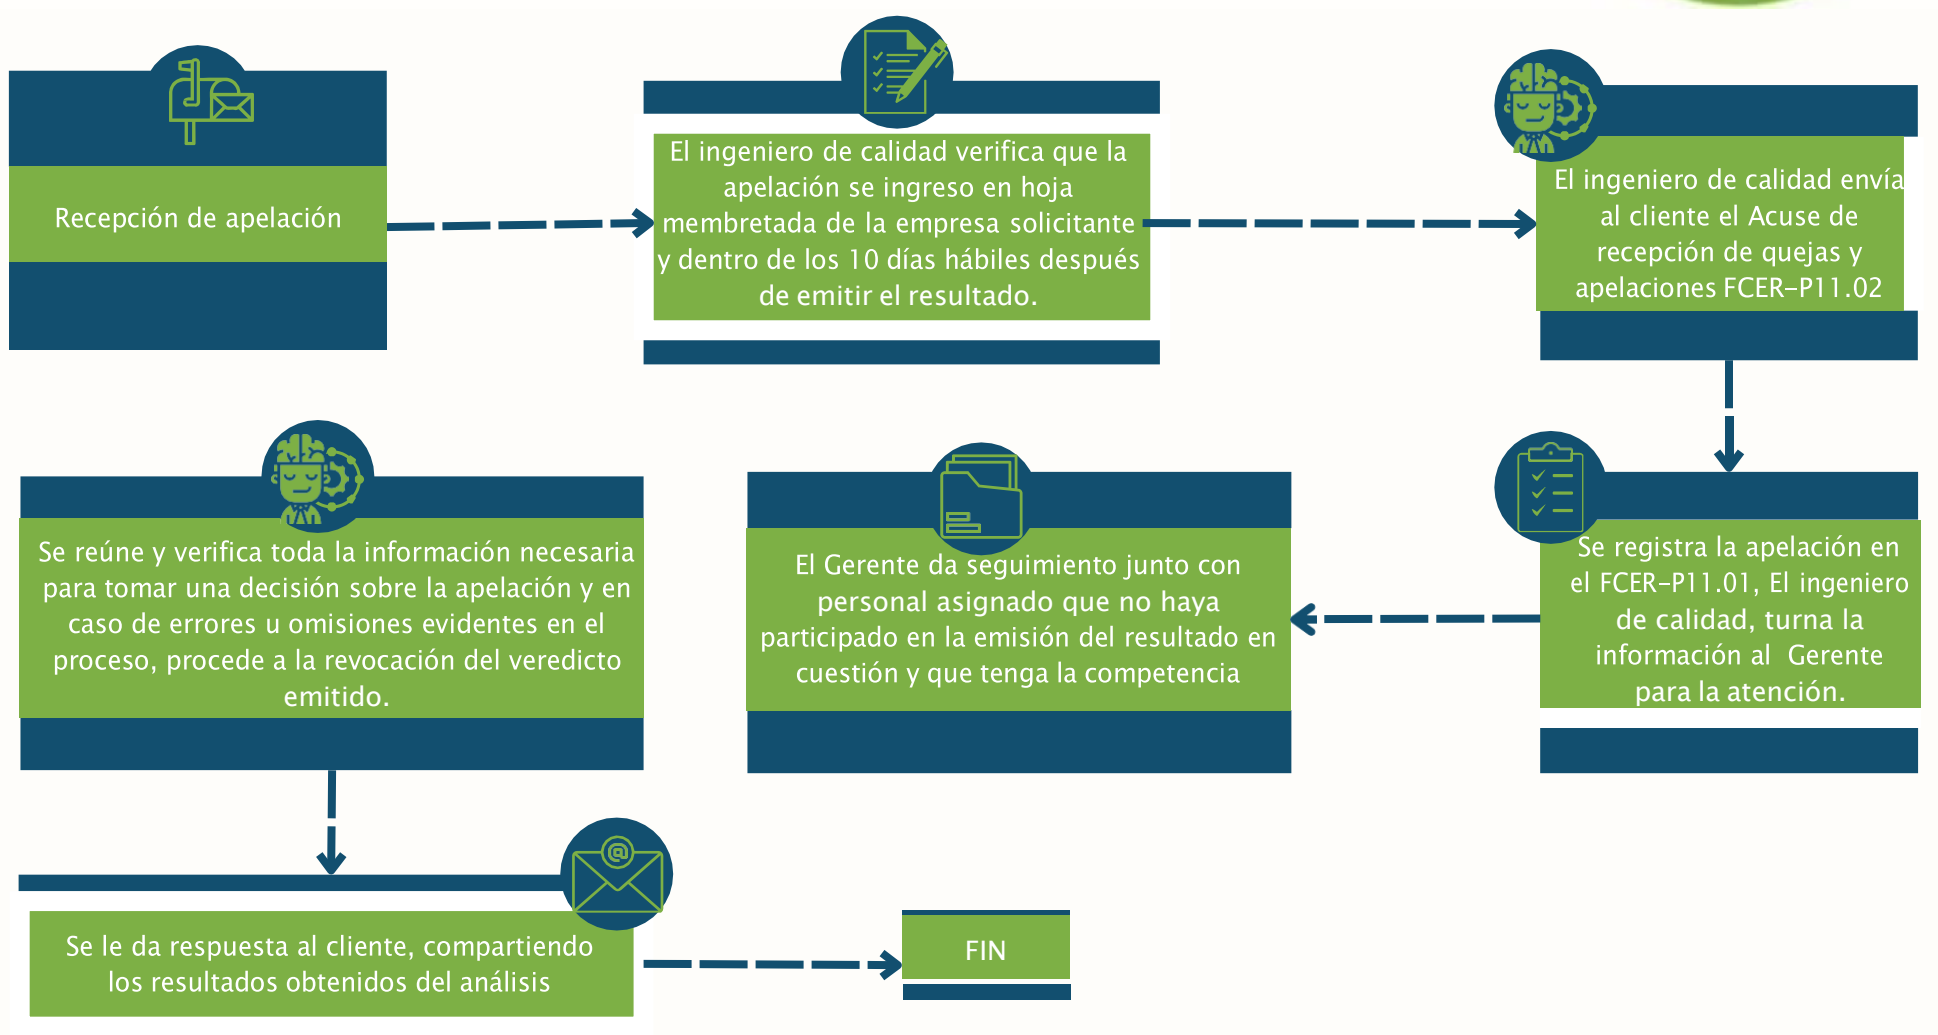 Recepción de apelación
El ingeniero de calidad verifica que la
apelación se ingreso en hoja
membretada de la empresa solicitante
y dentro de los 10 días hábiles después
de emitir el resultado.
El ingeniero de calidad envía
al cliente el Acuse de
recepción de quejas y
apelaciones FCER-P11.02
Se registra la apelación en
el FCER-P11.01, El ingeniero
de calidad, turna la
información al  Gerente
para la atención.
El Gerente da seguimiento junto con
personal asignado que no haya
participado en la emisión del resultado en
cuestión y que tenga la competencia
Se reúne y verifica toda la información necesaria
para tomar una decisión sobre la apelación y en
caso de errores u omisiones evidentes en el
proceso, procede a la revocación del veredicto
emitido.
@
Se le da respuesta al cliente, compartiendo
los resultados obtenidos del análisis
FIN